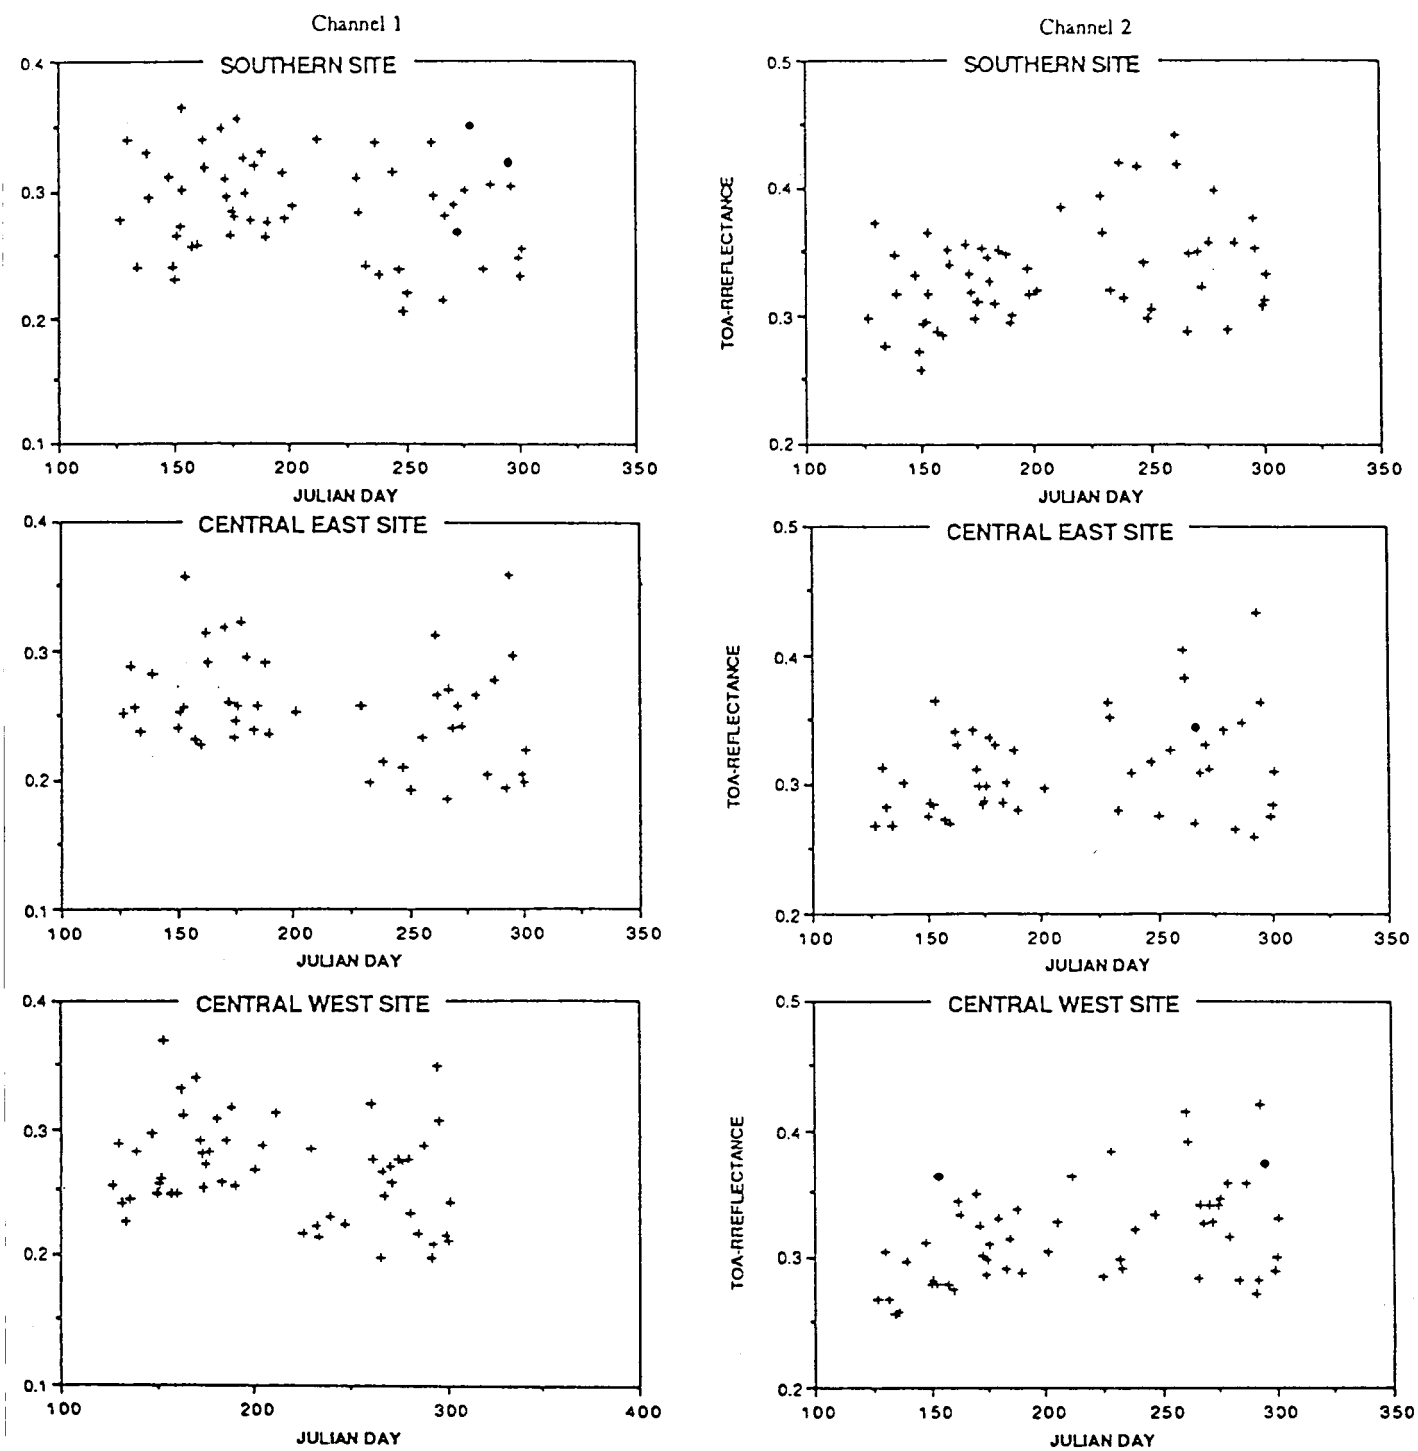 Channel 1
Channel 2
SOUTHERN SITE
0.4
0.3
0.2
0.1
100 150 200 250 300 350
JULIAN DAY
SOUTHERN SITE
TOA-RREFLECTANCE
0.5
0.4
0.3
0.2
100 150 200 250 300 350
JULIAN DAY
CENTRAL EAST SITE
0.4
0.3
0.2
0.1
100 150 200 250 300 350
JULIAN DAY
CENTRAL EAST SITE
TOA-REFLECTANCE
0.5
0.4
0.3
0.2
100 150 200 250 300 350
JULIAN DAY
CENTRAL WEST SITE
0.4
0.3
0.2
0.1
100 200 300 400
JULIAN DAY
CENTRAL WEST SITE
TOA-RREFLECTANCE
0.5
0.4
0.3
0.2
100 150 200 250 300 350
JULIAN DAY